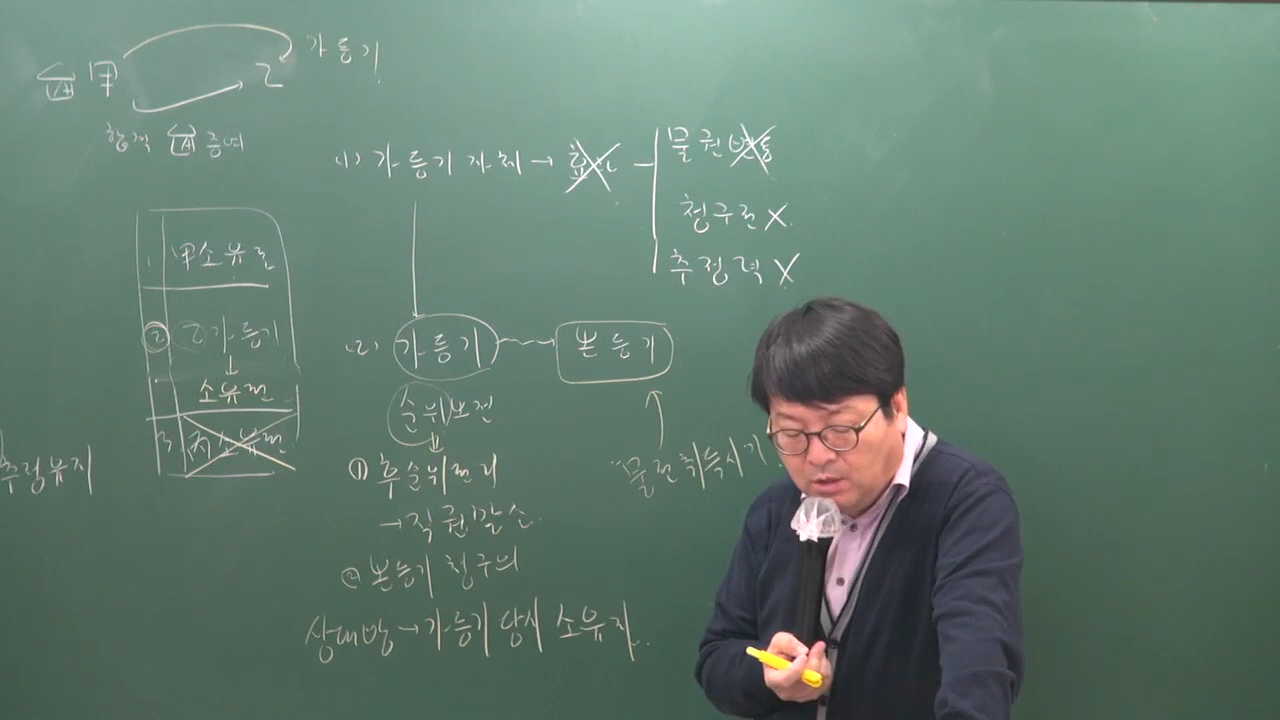 가등기
甲 乙
합격 증여
(1) 가등기 자체 → 효력
물권변동
청구권 X
추정력 X
1. 甲소유권
② 乙가등기
↓
소유권
3 丙소유권
추정유지
(2) 가등기 → 본등기
순위보전
① 후순위권리
→ 직권말소.
② 본등기 청구의
상대방 → 가등기 당시 소유자..
물권취득시기